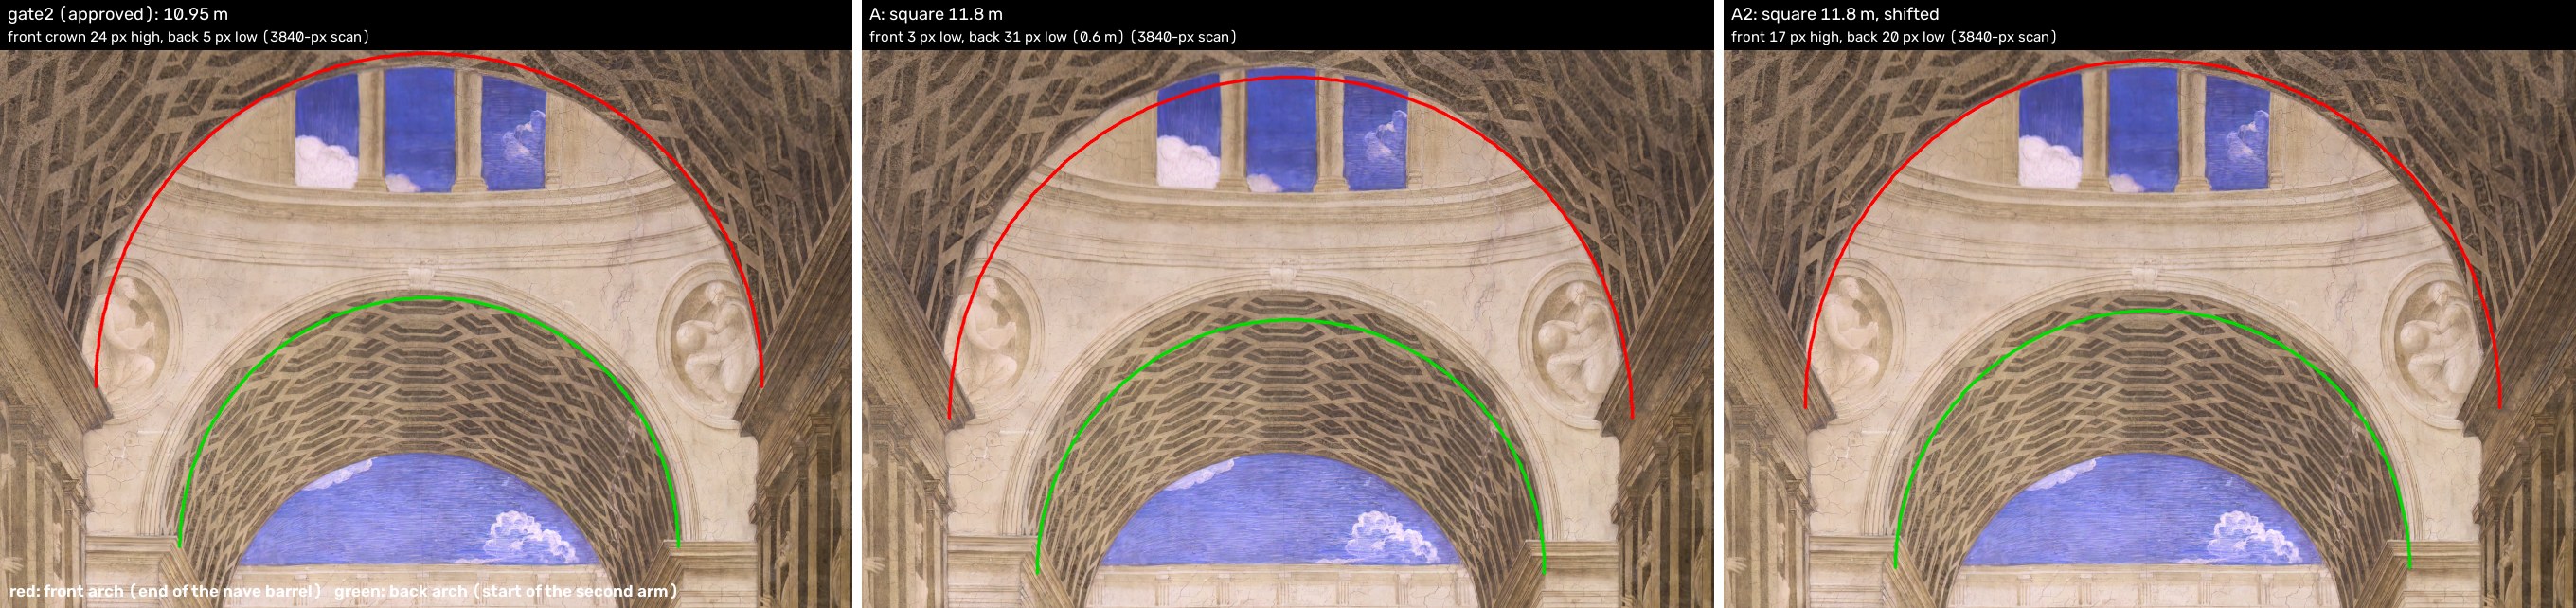 gate2 (approved): 10.95 m
front crown 24 px high, back 5 px low (3840-px scan)
A: square 11.8 m
front 3 px low, back 31 px low (0.6 m) (3840-px scan)
A2: square 11.8 m, shifted
front 17 px high, back 20 px low (3840-px scan)
red: front arch (end of the nave barrel) green: back arch (start of the second arm)